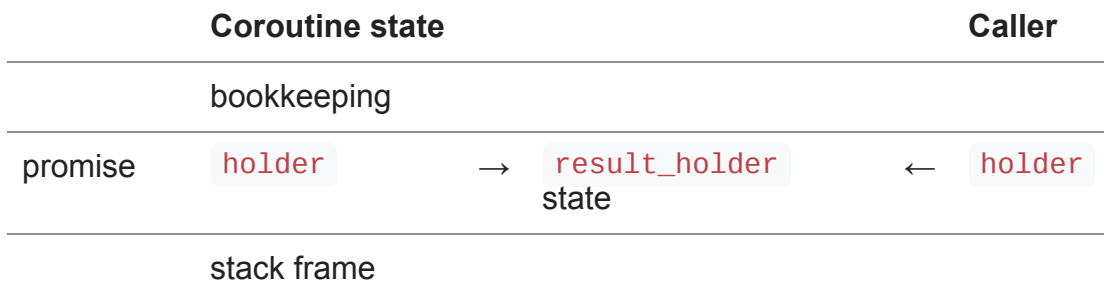 Coroutine state Caller
bookkeeping
promise holder → result_holder ← holder
state
stack frame